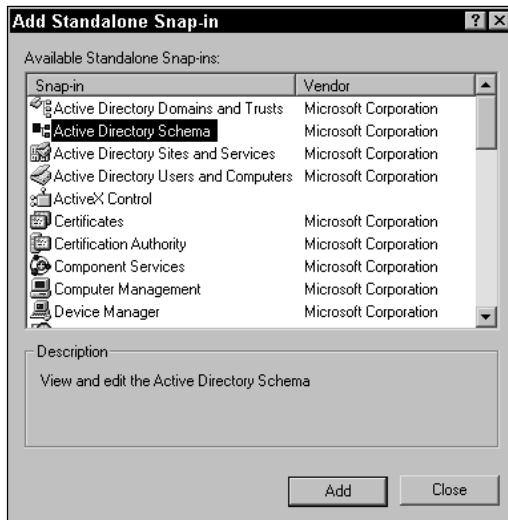 Add Standalone Snap-in
Available Standalone Snap-ins:
Snap-in Vendor
Active Directory Domains and Trusts Microsoft Corporation
Active Directory Schema Microsoft Corporation
Active Directory Sites and Services Microsoft Corporation
Active Directory Users and Computers Microsoft Corporation
ActiveX Control
Certificates Microsoft Corporation
Certification Authority Microsoft Corporation
Component Services Microsoft Corporation
Computer Management Microsoft Corporation
Device Manager Microsoft Corporation
Description
View and edit the Active Directory Schema
Add Close